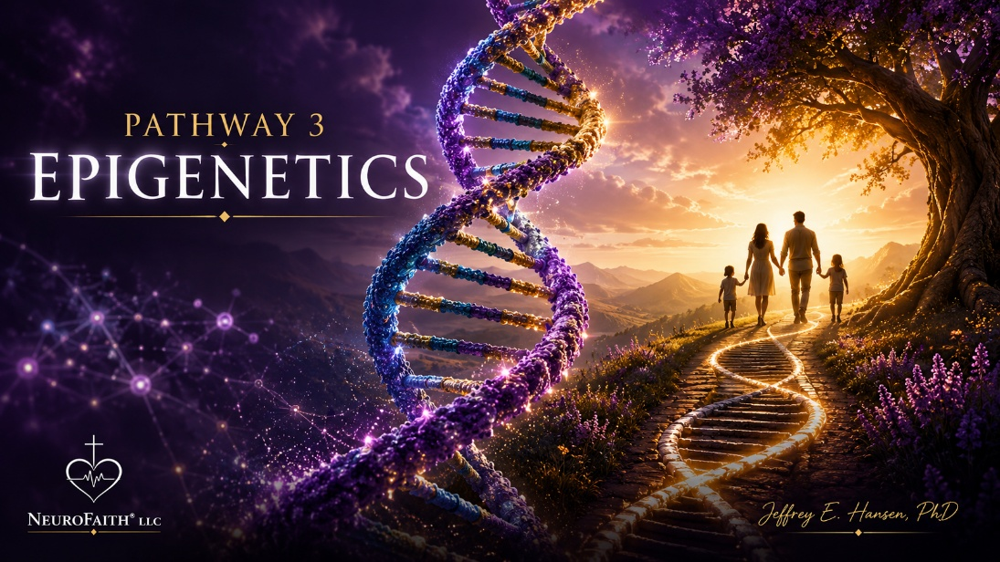 PATHWAY 3
EPIGENETICS
NEUROFAITH® LLC
Jeffrey E. Hansen, PhD